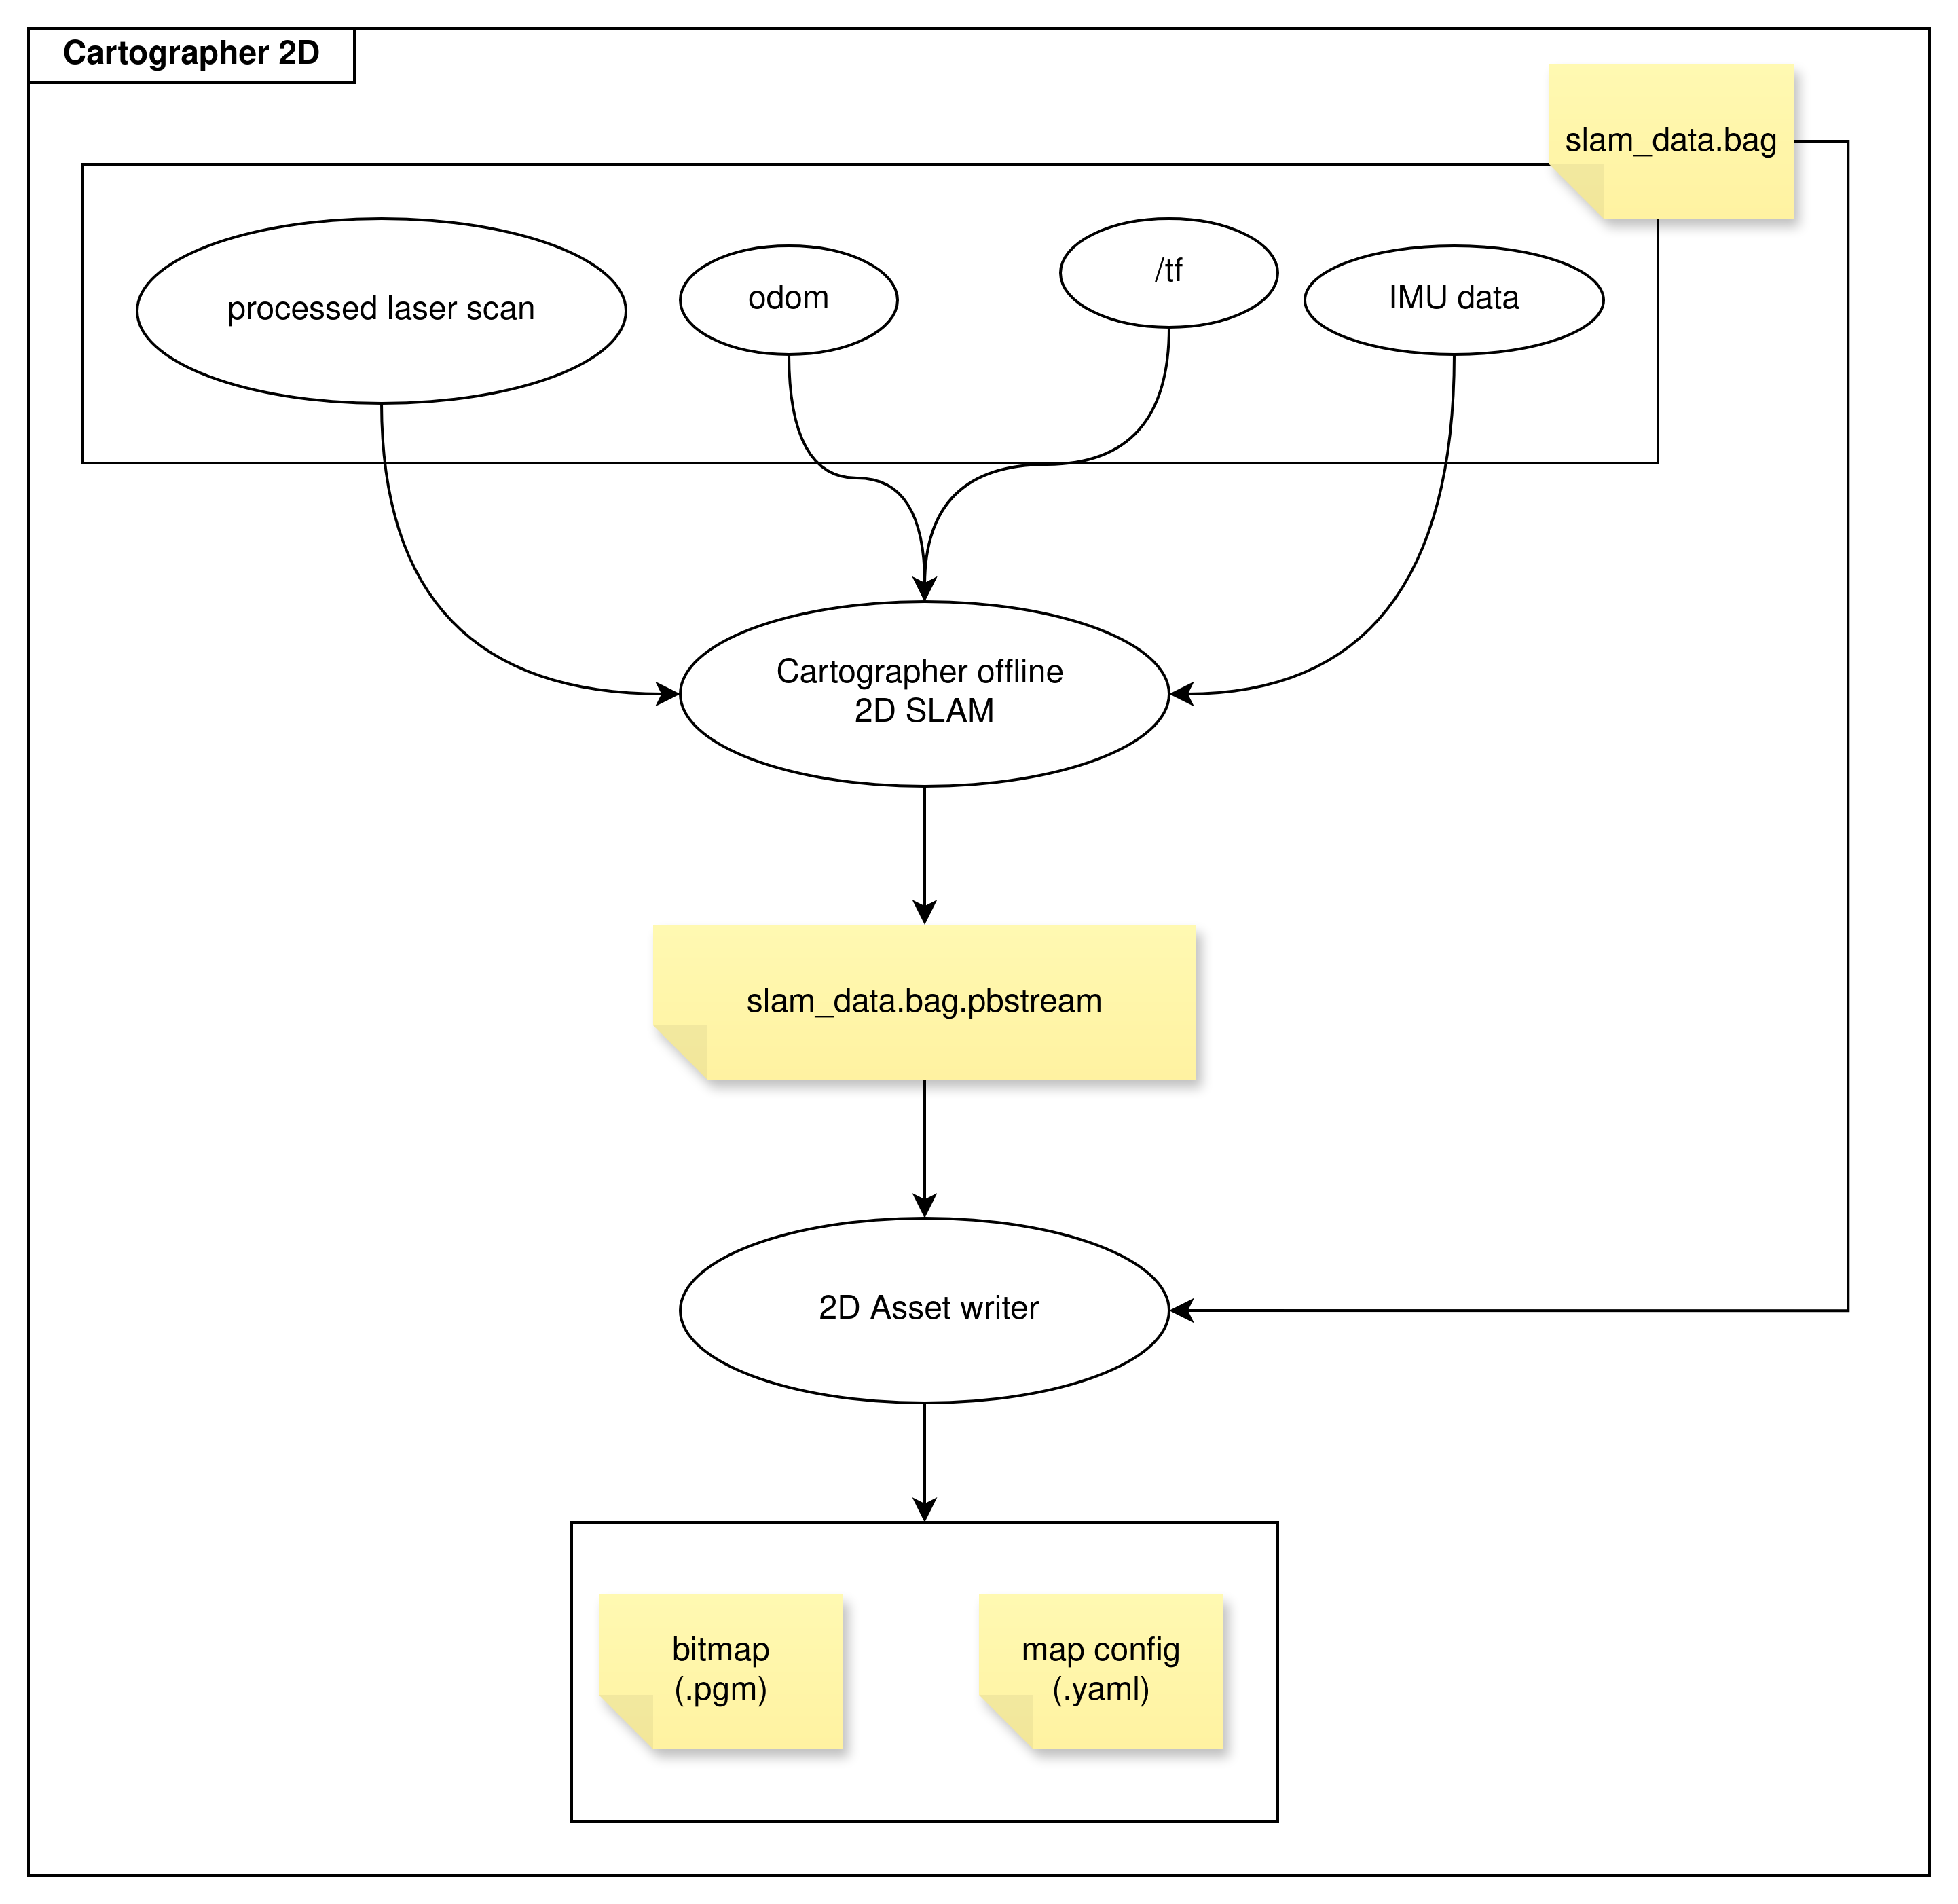 Cartographer 2D
slam_data.bag
processed laser scan
odom
/tf
IMU data
Cartographer offline
2D SLAM
slam_data.bag.pbstream
2D Asset writer
bitmap
(.pgm)
map config
(.yaml)